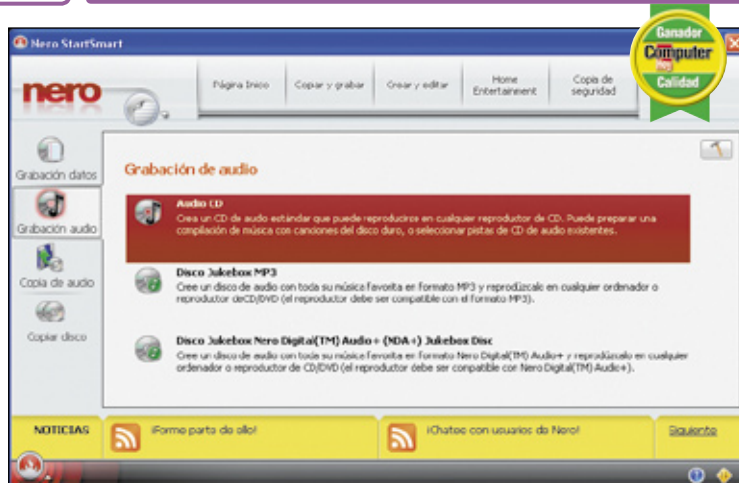 Nero StartSmart
Ganador
Computer
Hoy
Calidad
nero
Página Inicio
Copiar y grabar
Crear y editar
Home
Entertainment
Copia de
seguridad
Grabación datos
Grabación audio
Copia de audio
Copiar disco
Grabación de audio
Audio CD
Crea un CD de audio estándar que puede reproducirse en cualquier reproductor de CD. Puede preparar una
compilación de música con canciones del disco duro, o seleccionar pistas de CD de audio existentes.
Disco Jukebox MP3
Cree un disco de audio con toda su música favorita en formato MP3 y reprodúzcalo en cualquier ordenador o
reproductor deCD/DVD (el reproductor debe ser compatible con el formato MP3).
Disco Jukebox Nero Digital(TM) Audio+ (NDA+) Jukebox Disc
Cree un disco de audio con toda su música favorita en formato Nero Digital(TM) Audio+ y reprodúzcalo en cualquier
ordenador o reproductor de CD/DVD (el reproductor debe ser compatible con Nero Digital(TM) Audio+).
NOTICIAS
¡Forme parte de ello!
¡Chatee con usuarios de Nero!
Siguiente